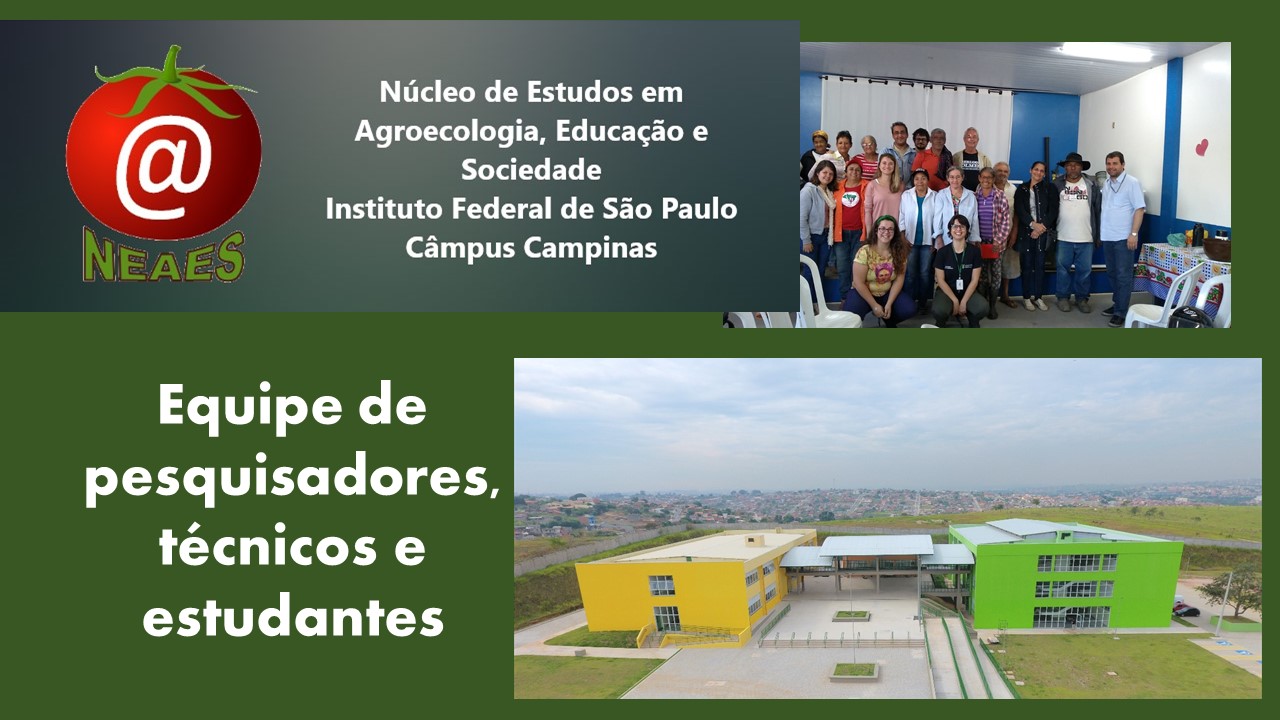 @
NEAES
Núcleo de Estudos em
Agroecologia, Educação e
Sociedade
Instituto Federal de São Paulo
Câmpus Campinas
Equipe de
pesquisadores,
técnicos e
estudantes